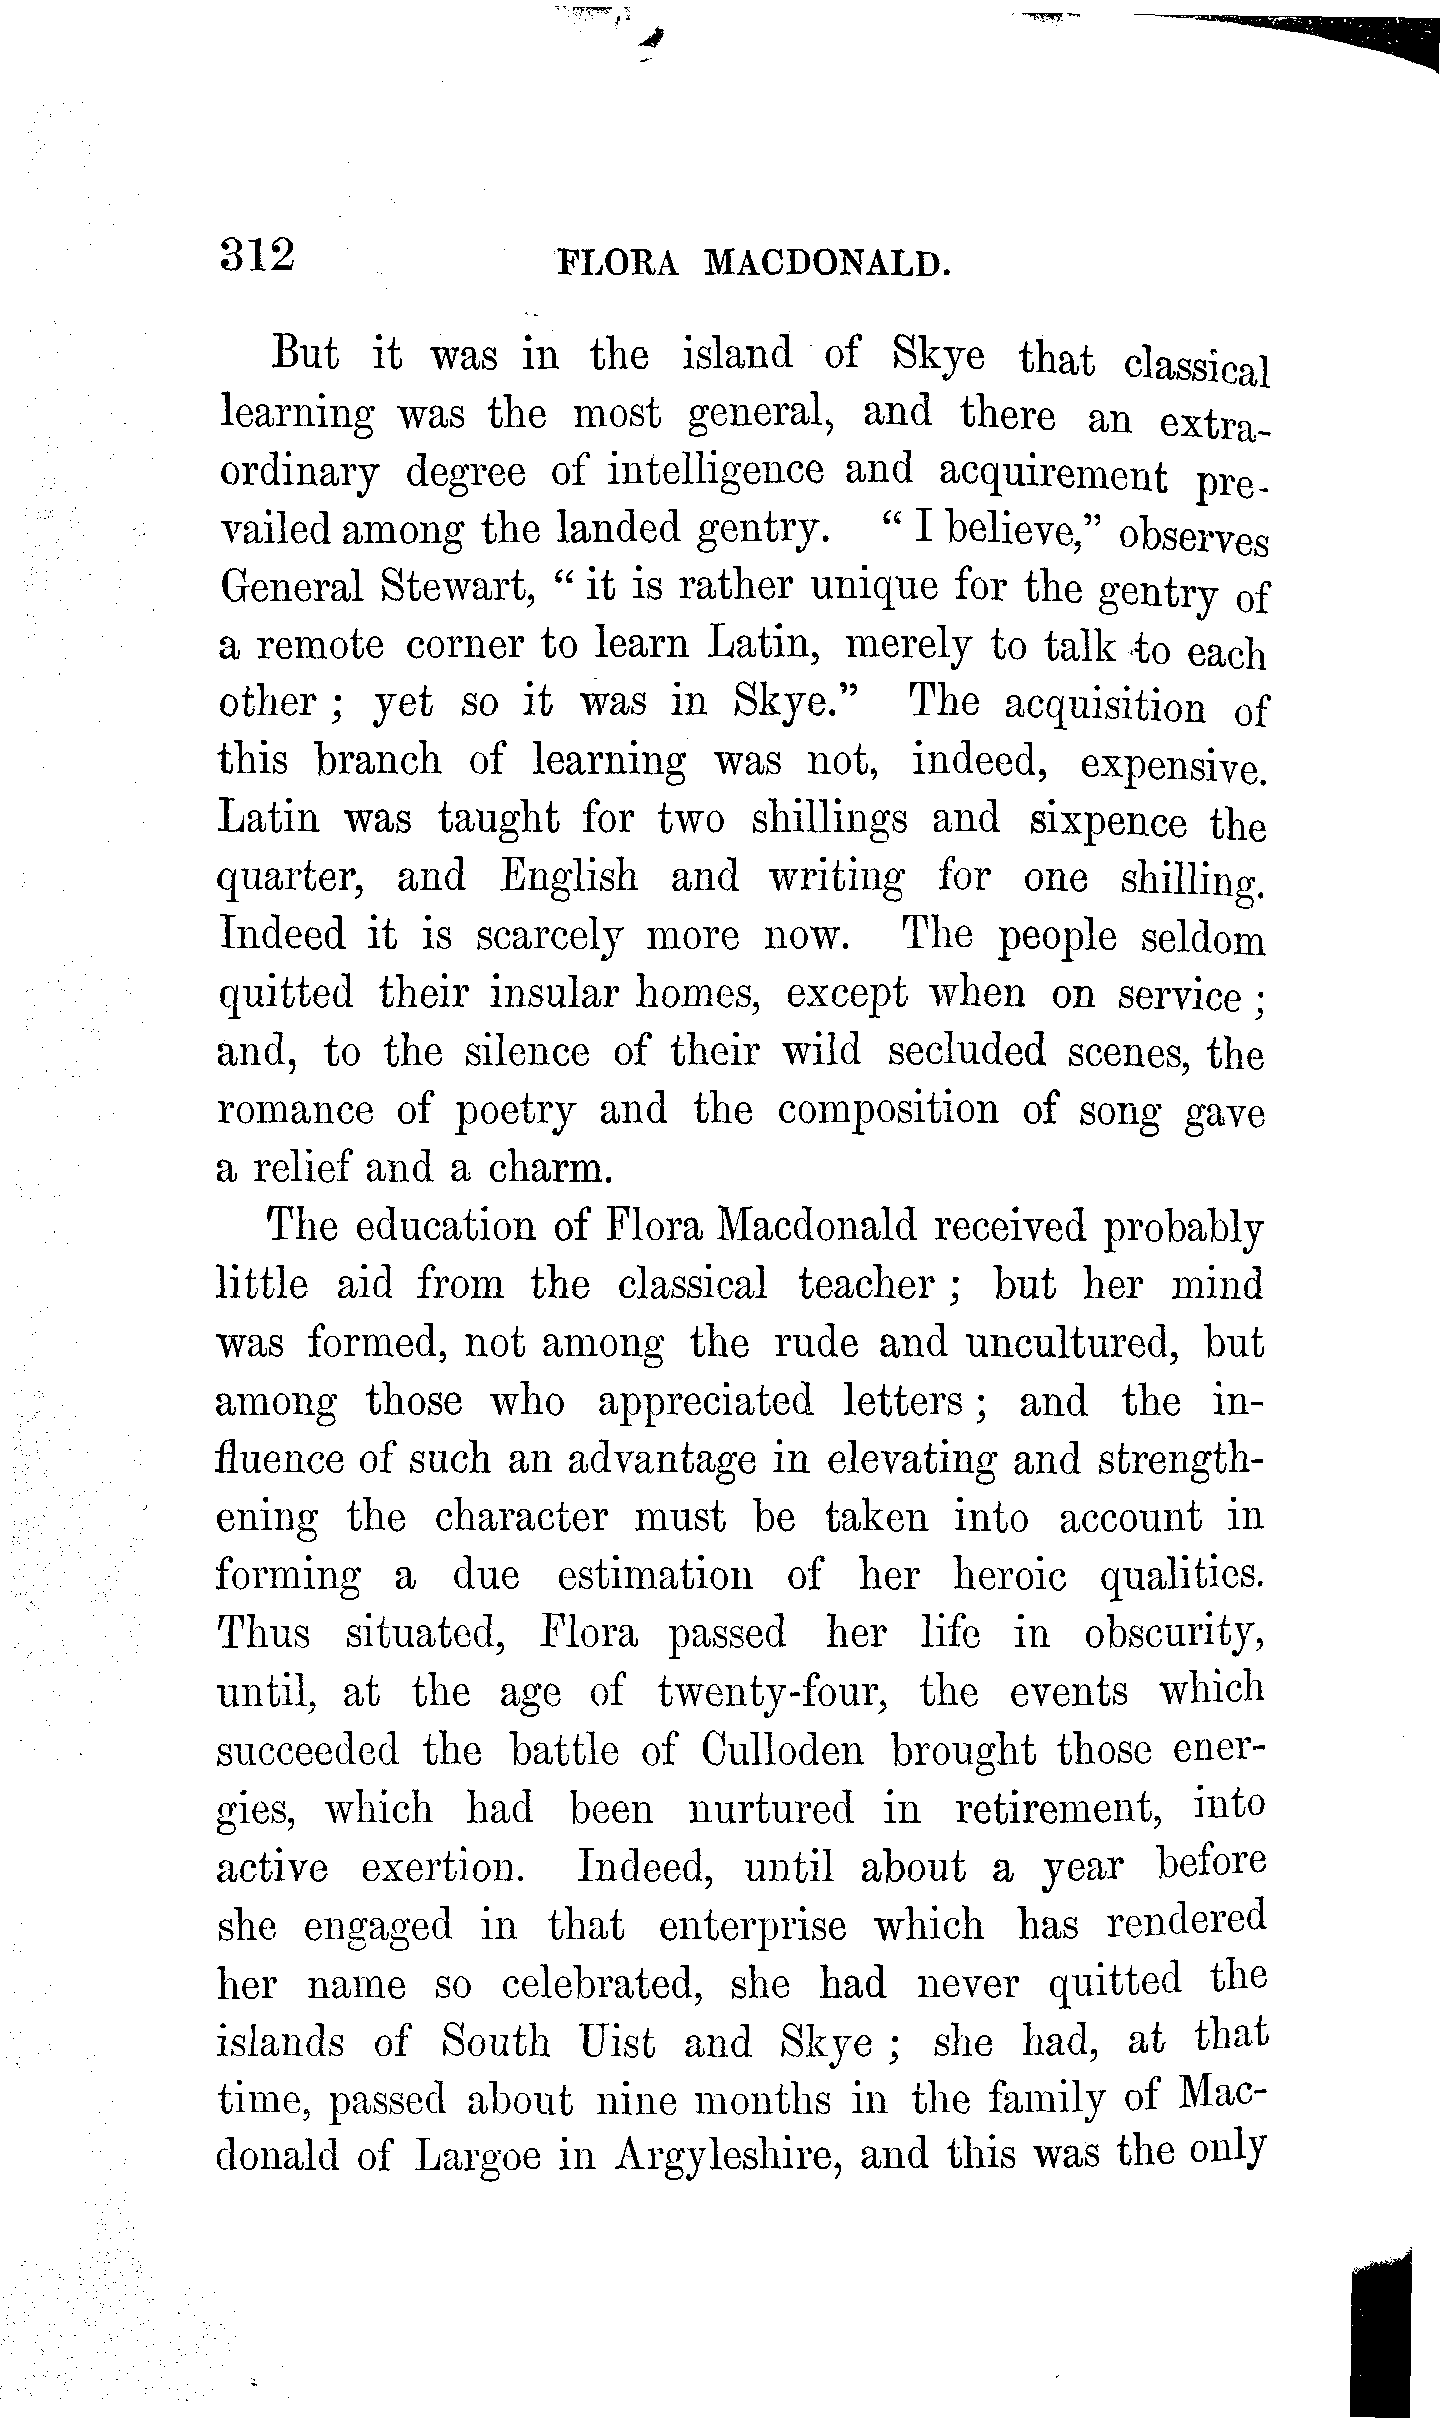 312 FLORA MACDONALD.
But it was in the island of Skye that classical
learning was the most general, and there an extra-
ordinary degree of intelligence and acquirement pre-
vailed among the landed gentry. “ I believe,” observes
General Stewart, “ it is rather unique for the gentry of
a remote corner to learn Latin, merely to talk to each
other ; yet so it was in Skye.” The acquisition of
this branch of learning was not, indeed, expensive.
Latin was taught for two shillings and sixpence the
quarter, and English and writing for one shilling.
Indeed it is scarcely more now. The people seldom
quitted their insular homes, except when on service ;
and, to the silence of their wild secluded scenes, the
romance of poetry and the composition of song gave
a relief and a charm.
The education of Flora Macdonald received probably
little aid from the classical teacher ; but her mind
was formed, not among the rude and uncultured, but
among those who appreciated letters ; and the in-
fluence of such an advantage in elevating and strength-
ening the character must be taken into account in
forming a due estimation of her heroic qualities.
Thus situated, Flora passed her life in obscurity,
until, at the age of twenty-four, the events which
succeeded the battle of Culloden brought those ener-
gies, which had been nurtured in retirement, into
active exertion. Indeed, until about a year before
she engaged in that enterprise which has rendered
her name so celebrated, she had never quitted the
islands of South Uist and Skye ; she had, at that
time, passed about nine months in the family of Mac-
donald of Largoe in Argyleshire, and this was the only